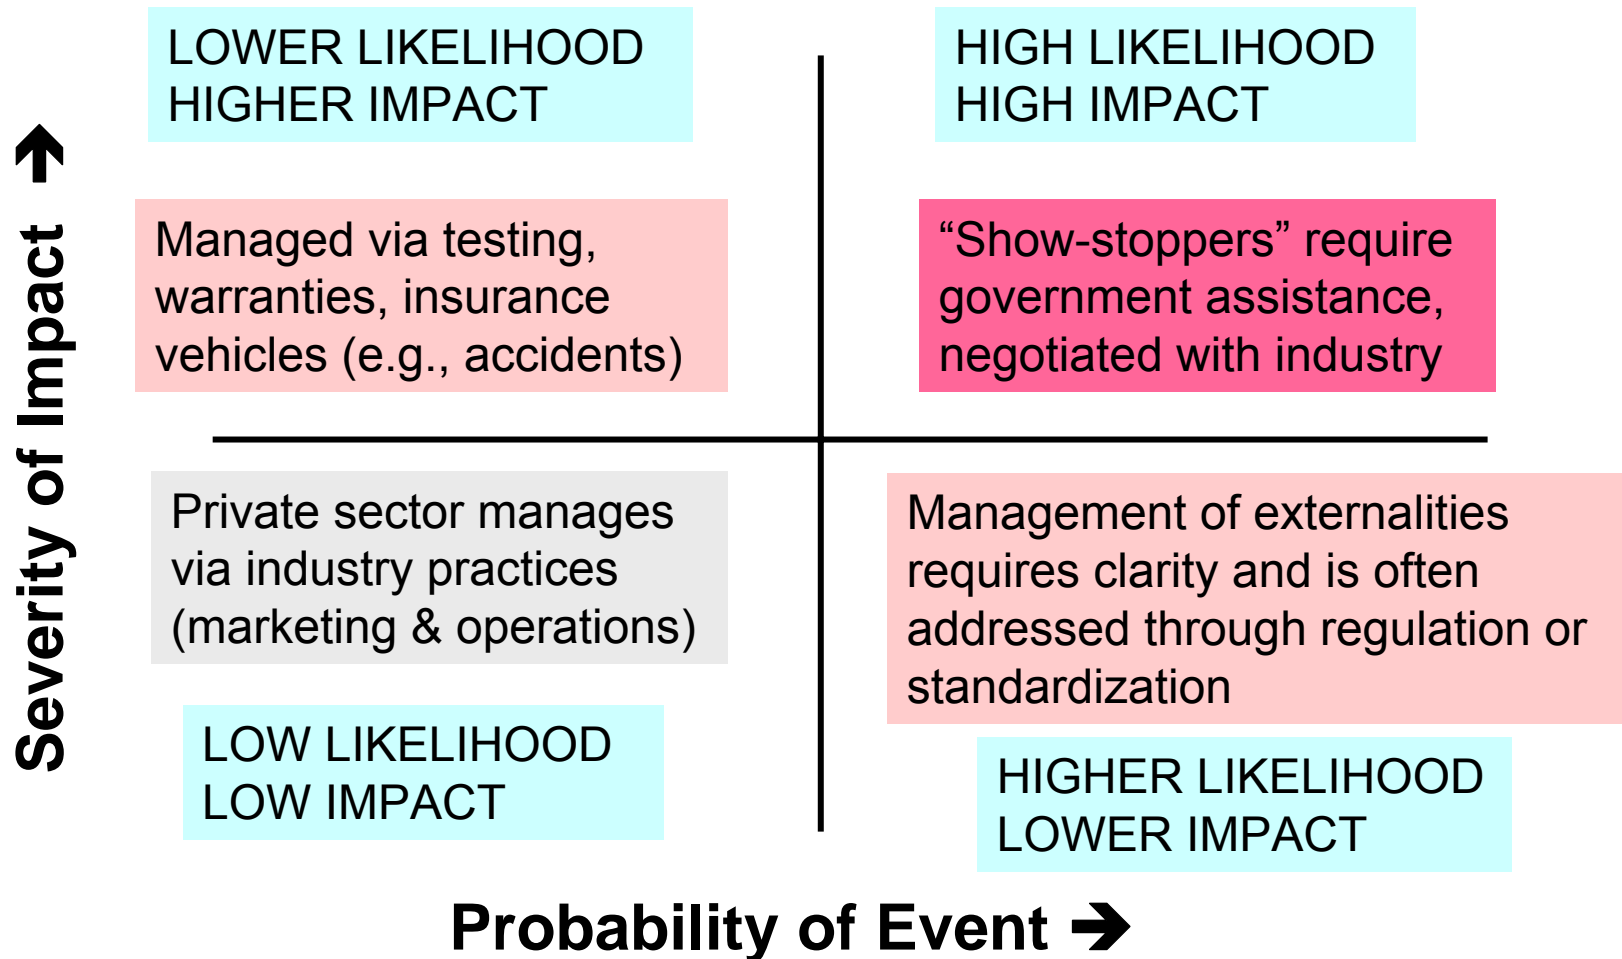 LOWER LIKELIHOOD
HIGHER IMPACT
HIGH LIKELIHOOD
HIGH IMPACT
Severity of Impact ➔
Managed via testing,
warranties, insurance
vehicles (e.g., accidents)
“Show-stoppers” require
government assistance,
negotiated with industry
Private sector manages
via industry practices
(marketing & operations)
Management of externalities
requires clarity and is often
addressed through regulation or
standardization
LOW LIKELIHOOD
LOW IMPACT
HIGHER LIKELIHOOD
LOWER IMPACT
Probability of Event ➔